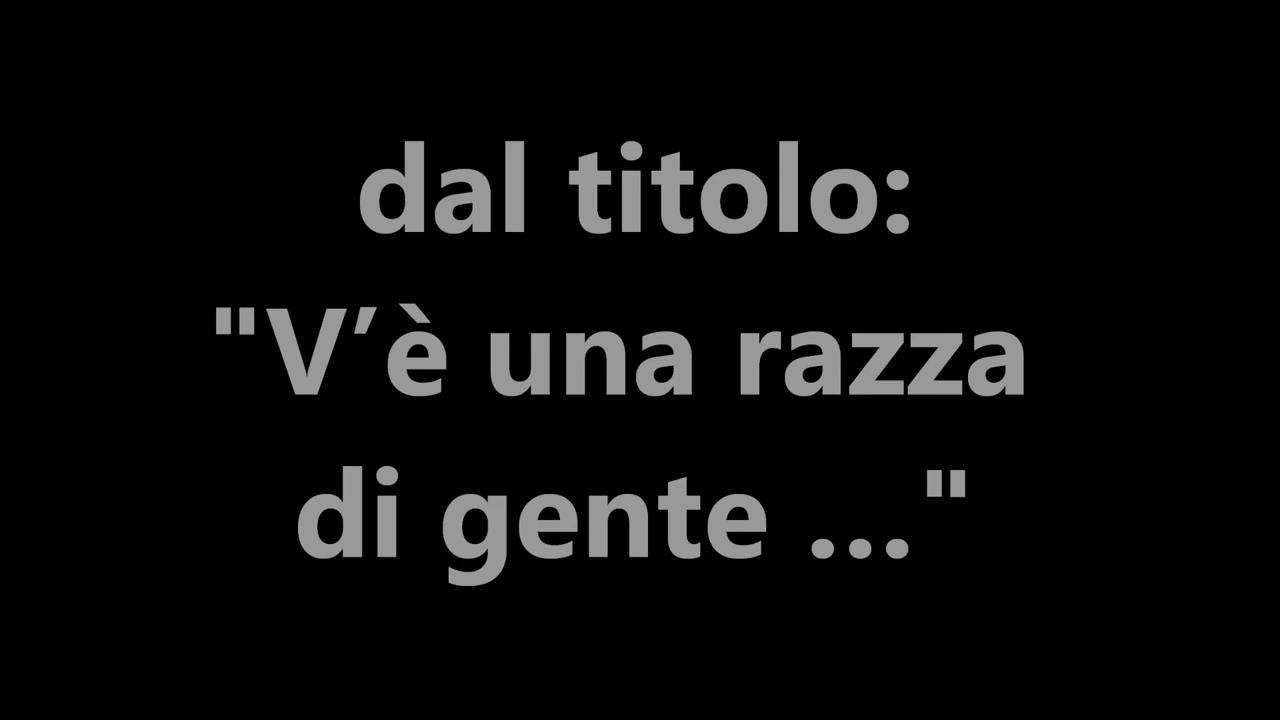 dal titolo:
"V’è una razza
di gente ..."